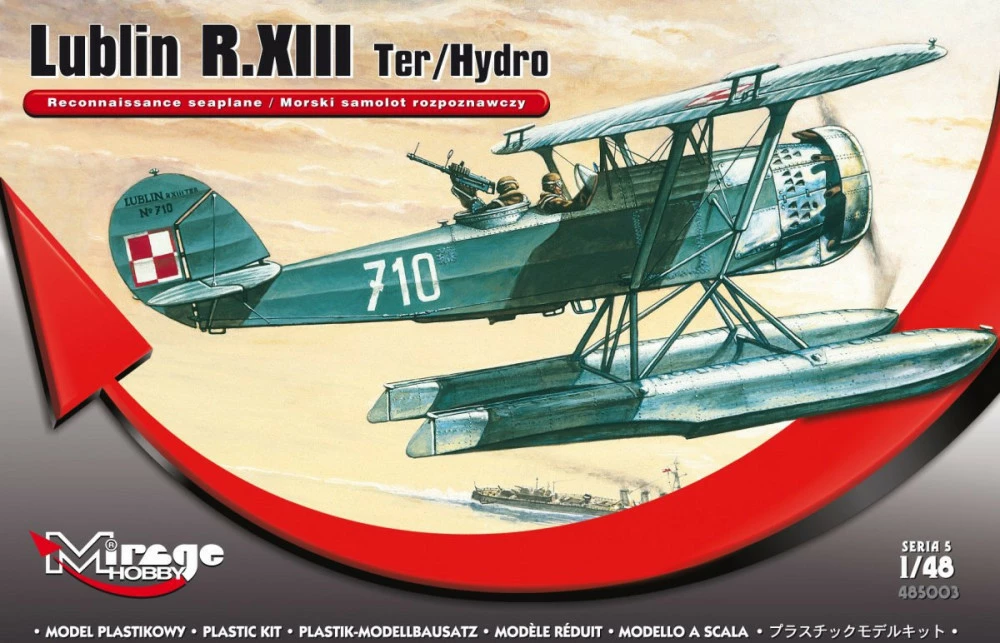 Lublin R.XIII Ter/Hydro
Reconnaissance seaplane / Morski samolot rozpoznawczy
LUBLIN R XIII TER
Nº 710
710
Mirage®
HOBBY
SERIA 5
1/48
485003
• MODEL PLASTIKOWY • PLASTIC KIT • PLASTIK-MODELLBAUSATZ • MODÈLE RÉDUIT • MODELLO A SCALA • プラスチックモデルキット •